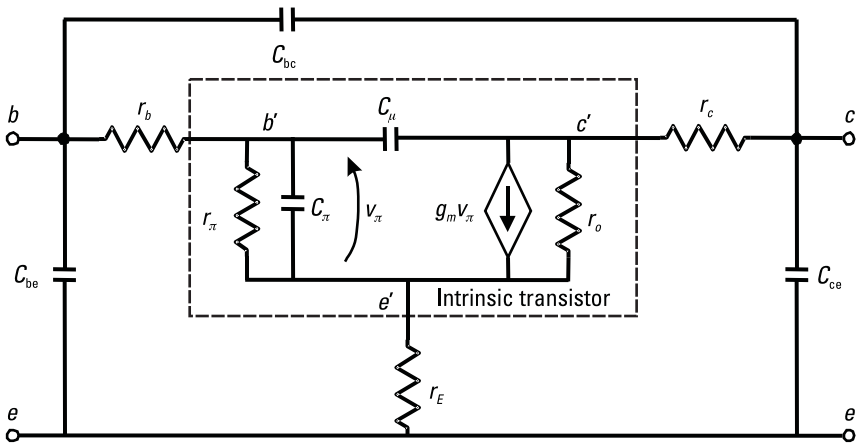 C_bc
b
r_b
b'
C_μ
c'
r_c
c
r_π
C_π
v_π
g_m v_π
r_o
C_be
e'
Intrinsic transistor
C_ce
r_E
e
e